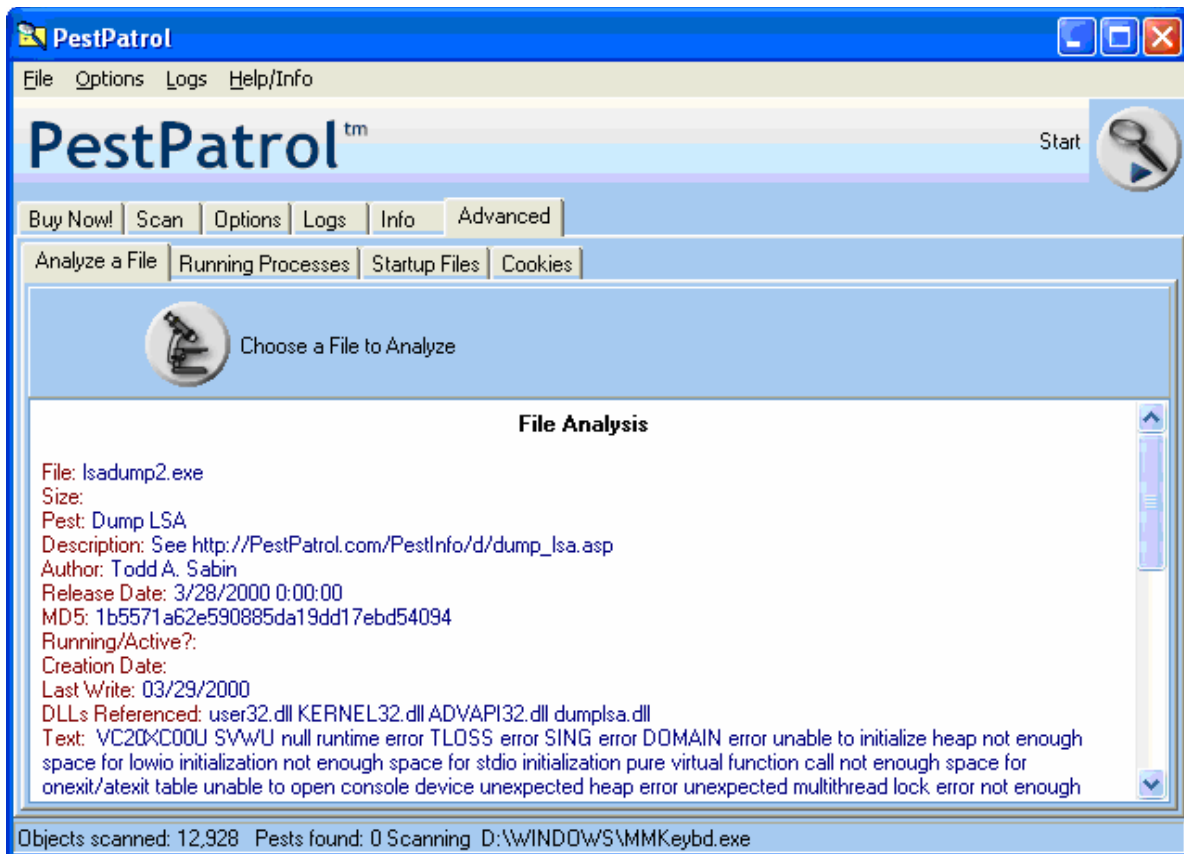 PestPatrol
File Options Logs Help/Info
PestPatrol™
Start
Buy Now! Scan Options Logs Info Advanced
Analyze a File Running Processes Startup Files Cookies
Choose a File to Analyze
File Analysis
File: lsadump2.exe
Size:
Pest: Dump LSA
Description: See http://PestPatrol.com/PestInfo/d/dump_lsa.asp
Author: Todd A. Sabin
Release Date: 3/28/2000 0:00:00
MD5: 1b5571a62e590885da19dd17ebd54094
Running/Active?:
Creation Date:
Last Write: 03/29/2000
DLLs Referenced: user32.dll KERNEL32.dll ADVAPI32.dll dumplsa.dll
Text: VC20XC00U SVWU null runtime error TLOSS error SING error DOMAIN error unable to initialize heap not enough
space for lowio initialization not enough space for stdio initialization pure virtual function call not enough space for
onexit/atexit table unable to open console device unexpected heap error unexpected multithread lock error not enough
Objects scanned: 12,928 Pests found: 0 Scanning D:\WINDOWS\MMKeybd.exe